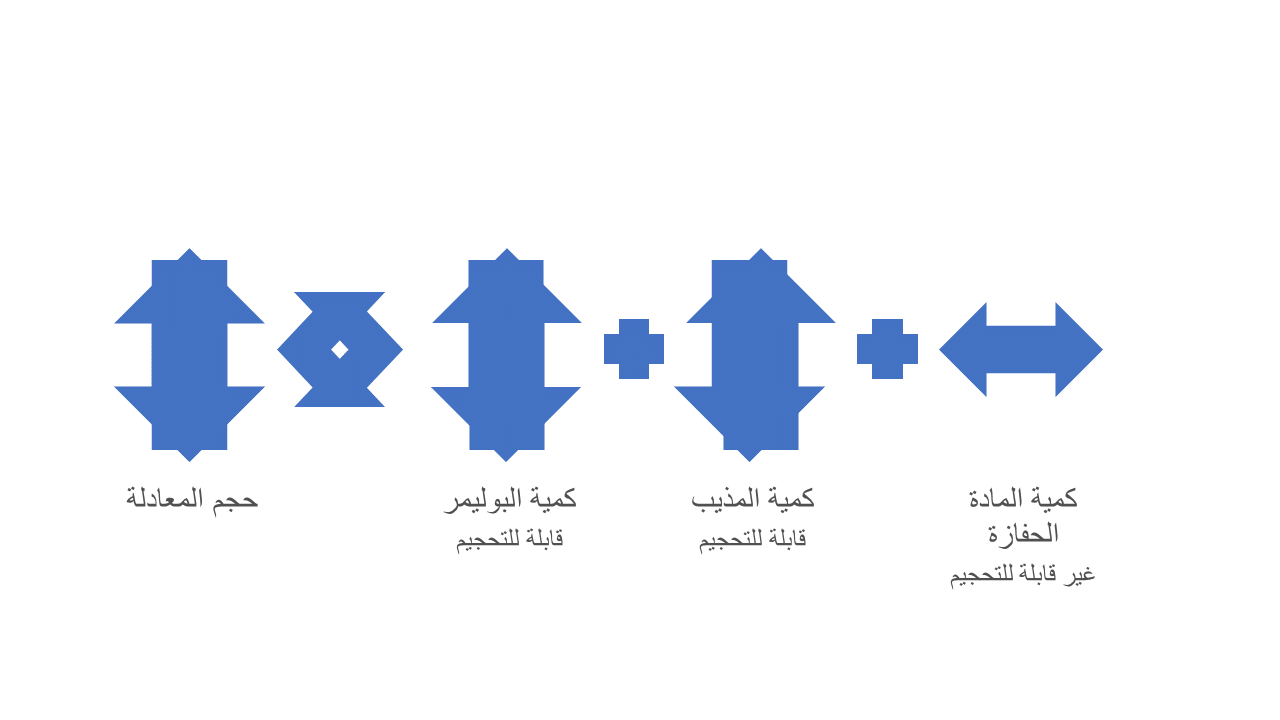 حجم المعادلة
كمية البوليمر
قابلة للتحجيم
كمية المذيب
قابلة للتحجيم
كمية المادة
الحفازة
غير قابلة للتحجيم